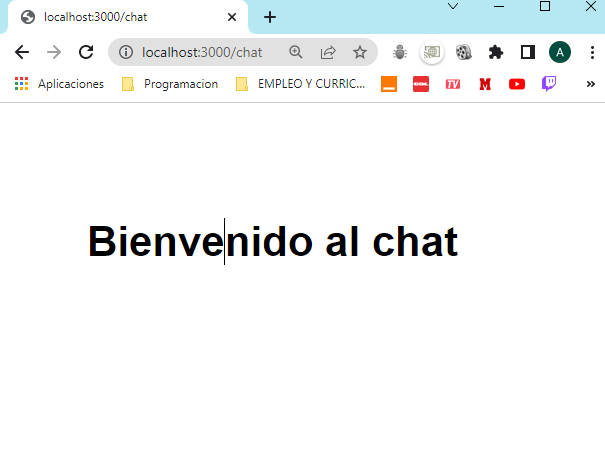 localhost:3000/chat
localhost:3000/chat
A
Aplicaciones
Programacion
EMPLEO Y CURRIC...
Bienvenido al chat